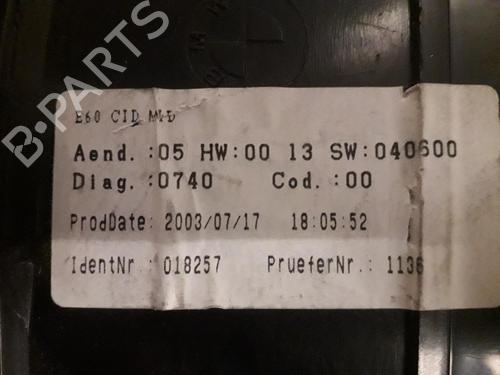 B-PARTS
BMW
E60 CID MVD
Aend.:05 HW:00 13 SW:040600
Diag.:0740 Cod.:00
ProdDate: 2003/07/17 18:05:52
IdentNr.:018257 PrueferNr.: 1136